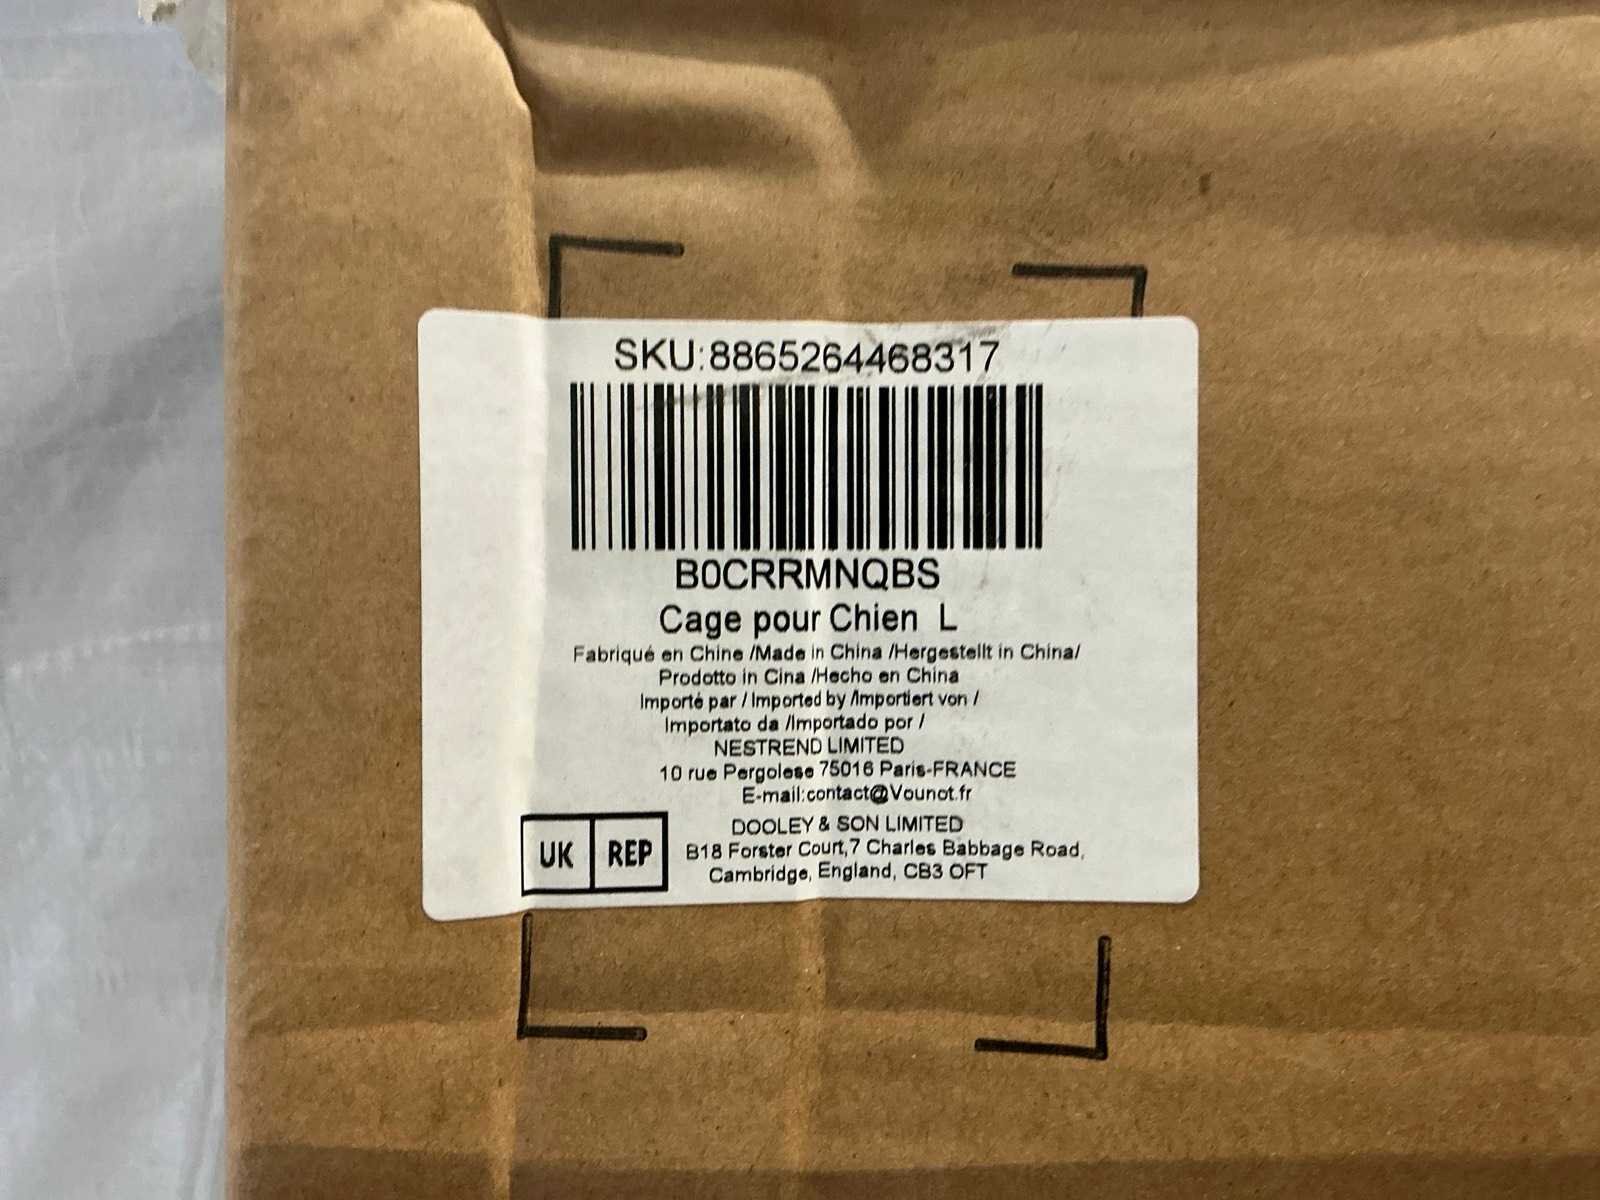 SKU:8865264468317
B0CRRMNQBS
Cage pour Chien L
Fabriqué en Chine /Made in China /Hergestellt in China/
Prodotto in Cina /Hecho en China
Importé par / Imported by /Importiert von /
Importato da /Importado por /
NESTREND LIMITED
10 rue Pergolese 75016 Paris-FRANCE
E-mail:contact@Vounot.fr
UK REP
DOOLEY & SON LIMITED
B18 Forster Court,7 Charles Babbage Road,
Cambridge, England, CB3 OFT